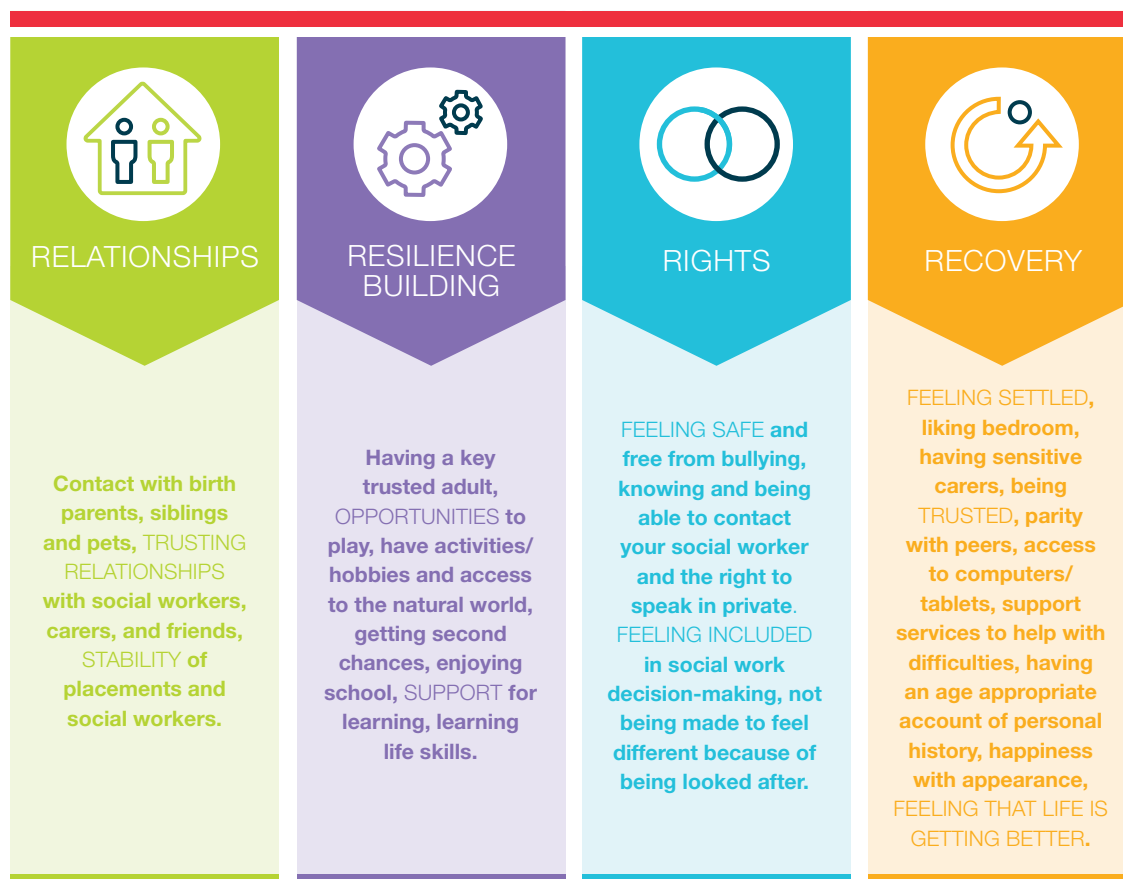 RELATIONSHIPS
Contact with birth
parents, siblings
and pets, TRUSTING
RELATIONSHIPS
with social workers,
carers, and friends,
STABILITY of
placements and
social workers.
RESILIENCE
BUILDING
Having a key
trusted adult,
OPPORTUNITIES to
play, have activities/
hobbies and access
to the natural world,
getting second
chances, enjoying
school, SUPPORT for
learning, learning
life skills.
RIGHTS
FEELING SAFE and
free from bullying,
knowing and being
able to contact
your social worker
and the right to
speak in private.
FEELING INCLUDED
in social work
decision-making, not
being made to feel
different because of
being looked after.
RECOVERY
FEELING SETTLED,
liking bedroom,
having sensitive
carers, being
TRUSTED, parity
with peers, access
to computers/
tablets, support
services to help with
difficulties, having
an age appropriate
account of personal
history, happiness
with appearance,
FEELING THAT LIFE IS
GETTING BETTER.